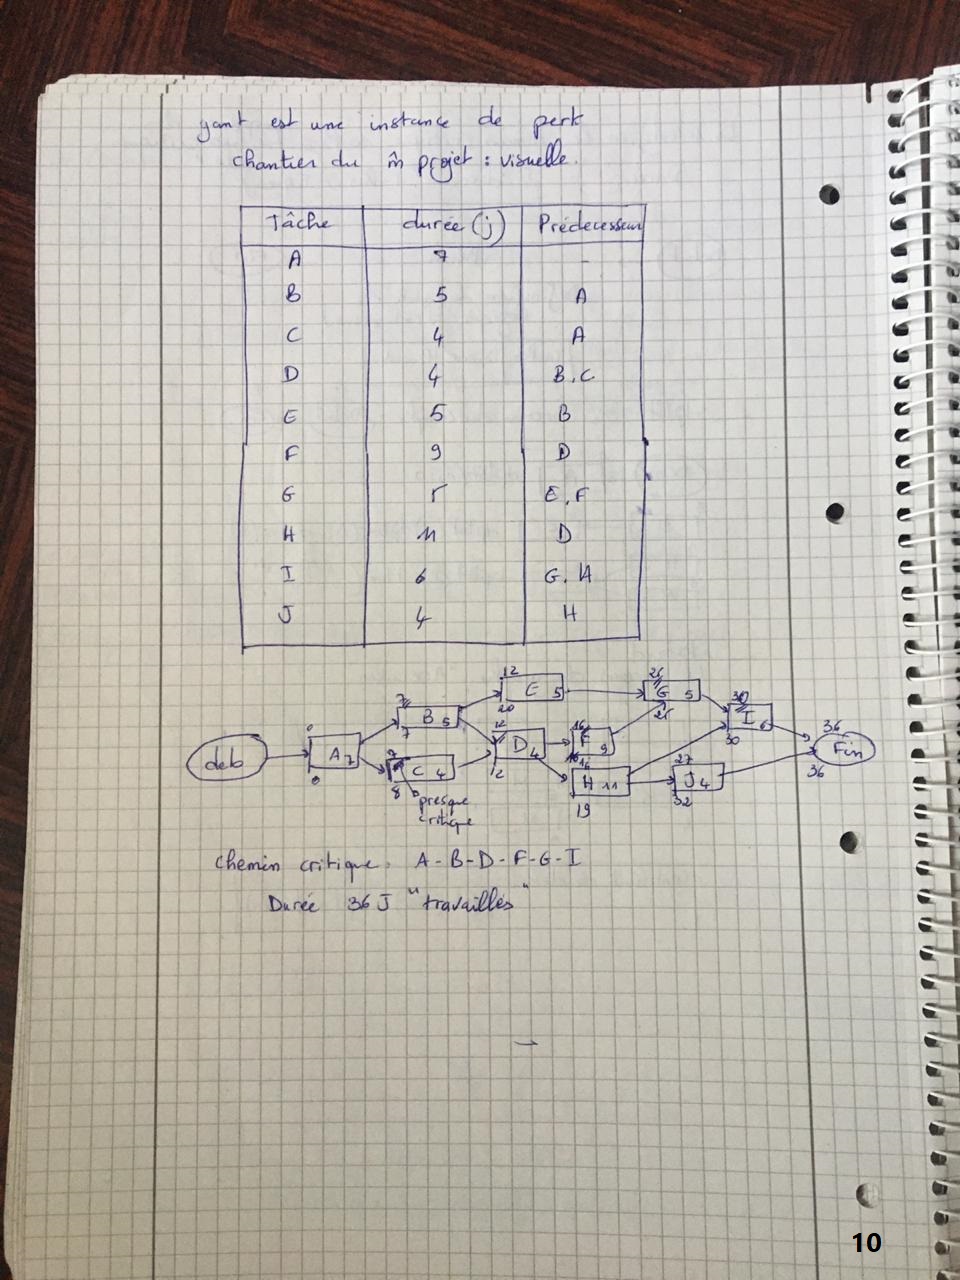 gant est une instance de pert
chantier du m̂ projet : visuelle.
Tâche durée (j) Prédecesseur
A 7 -
B 5 A
C 4 A
D 4 B, C
E 5 B
F 9 D
G 5 E, F
H 11 D
I 6 G, H
J 4 H
12 25
7 E 5 G 5 30
B 5 20 12 16 25 I 6 36
0 7 D 4 F 9 30 Fin
deb A 7 7 12 16 27 36
0 C 4 H 11 J 4
8 19 32
presque
critique
Chemin critique : A - B - D - F - G - I
Durée 36 J "travaillés"
10